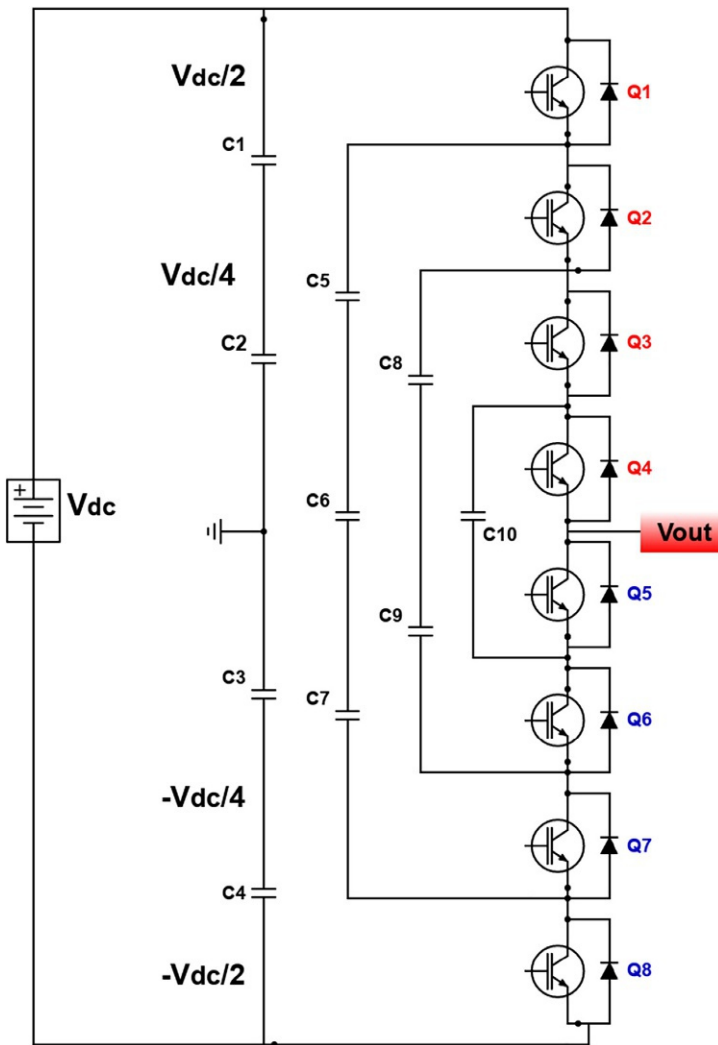 Vdc/2
Q1
C1
Q2
Vdc/4
C5
C2
Q3
C8
Q4
+
Vdc
C6
C10
Vout
Q5
C9
C3
C7
Q6
-Vdc/4
Q7
C4
-Vdc/2
Q8